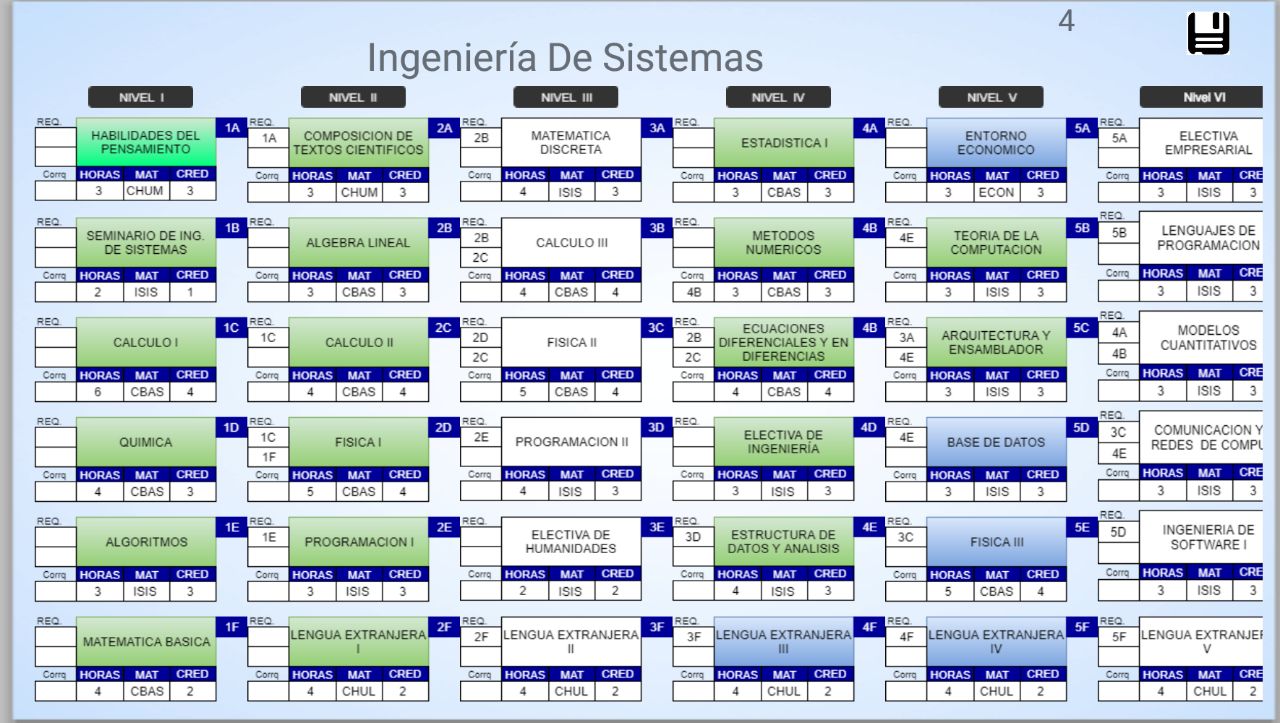 4
Ingeniería De Sistemas
NIVEL I
NIVEL II
NIVEL III
NIVEL IV
NIVEL V
Nivel VI
REQ. 1A REQ. 2A REQ. 3A REQ. 4A REQ. 5A REQ.
HABILIDADES DEL
PENSAMIENTO
1A
COMPOSICION DE
TEXTOS CIENTIFICOS
2B
MATEMATICA
DISCRETA
ESTADISTICA I
ENTORNO
ECONOMICO
5A
ELECTIVA
EMPRESARIAL
Corrq HORAS MAT CRED Corrq HORAS MAT CRED Corrq HORAS MAT CRED Corrq HORAS MAT CRED Corrq HORAS MAT CRED Corrq HORAS MAT CRE
3 CHUM 3 3 CHUM 3 4 ISIS 3 3 CBAS 3 3 ECON 3 3 ISIS 3
REQ. 1B REQ. 2B REQ. 3B REQ. 4B REQ. 5B REQ.
SEMINARIO DE ING.
DE SISTEMAS
ALGEBRA LINEAL
2B
2C
CALCULO III
METODOS
NUMERICOS
4E
TEORIA DE LA
COMPUTACION
5B
LENGUAJES DE
PROGRAMACION
Corrq HORAS MAT CRED Corrq HORAS MAT CRED Corrq HORAS MAT CRED Corrq HORAS MAT CRED Corrq HORAS MAT CRED Corrq HORAS MAT CRE
2 ISIS 1 3 CBAS 3 4 CBAS 4 4B 3 CBAS 3 3 ISIS 3 3 ISIS 3
REQ. 1C REQ. 2C REQ. 3C REQ. 4B REQ. 5C REQ.
CALCULO I
1C
CALCULO II
2D
2C
FISICA II
2B
2C
ECUACIONES
DIFERENCIALES Y EN
DIFERENCIAS
3A
4E
ARQUITECTURA Y
ENSAMBLADOR
4A
4B
MODELOS
CUANTITATIVOS
Corrq HORAS MAT CRED Corrq HORAS MAT CRED Corrq HORAS MAT CRED Corrq HORAS MAT CRED Corrq HORAS MAT CRED Corrq HORAS MAT CRE
6 CBAS 4 4 CBAS 4 5 CBAS 4 4 CBAS 4 3 ISIS 3 3 ISIS 3
REQ. 1D REQ. 2D REQ. 3D REQ. 4D REQ. 5D REQ.
QUIMICA
1C
1F
FISICA I
2E
PROGRAMACION II
ELECTIVA DE
INGENIERÍA
4E
BASE DE DATOS
3C
4E
COMUNICACION Y
REDES DE COMPU
Corrq HORAS MAT CRED Corrq HORAS MAT CRED Corrq HORAS MAT CRED Corrq HORAS MAT CRED Corrq HORAS MAT CRED Corrq HORAS MAT CRE
4 CBAS 3 5 CBAS 4 4 ISIS 3 3 ISIS 3 3 ISIS 3 3 ISIS 3
REQ. 1E REQ. 2E REQ. 3E REQ. 4E REQ. 5E REQ.
ALGORITMOS
1E
PROGRAMACION I
ELECTIVA DE
HUMANIDADES
3D
ESTRUCTURA DE
DATOS Y ANALISIS
3C
FISICA III
5D
INGENIERIA DE
SOFTWARE I
Corrq HORAS MAT CRED Corrq HORAS MAT CRED Corrq HORAS MAT CRED Corrq HORAS MAT CRED Corrq HORAS MAT CRED Corrq HORAS MAT CRE
3 ISIS 3 3 ISIS 3 2 ISIS 2 4 ISIS 3 5 CBAS 4 3 ISIS 3
REQ. 1F REQ. 2F REQ. 3F REQ. 4F REQ. 5F REQ.
MATEMATICA BASICA
LENGUA EXTRANJERA
I
2F
LENGUA EXTRANJERA
II
3F
LENGUA EXTRANJERA
III
4F
LENGUA EXTRANJERA
IV
5F
LENGUA EXTRANJER
V
Corrq HORAS MAT CRED Corrq HORAS MAT CRED Corrq HORAS MAT CRED Corrq HORAS MAT CRED Corrq HORAS MAT CRED Corrq HORAS MAT CRE
4 CBAS 2 4 CHUL 2 4 CHUL 2 4 CHUL 2 4 CHUL 2 4 CHUL 2